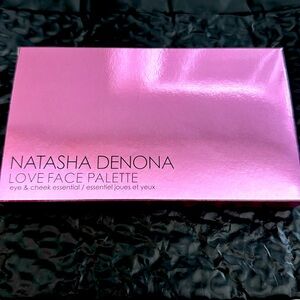 NATASHA DENONA
LOVE FACE PALETTE
eye & cheek essential / essentiel joues et yeux